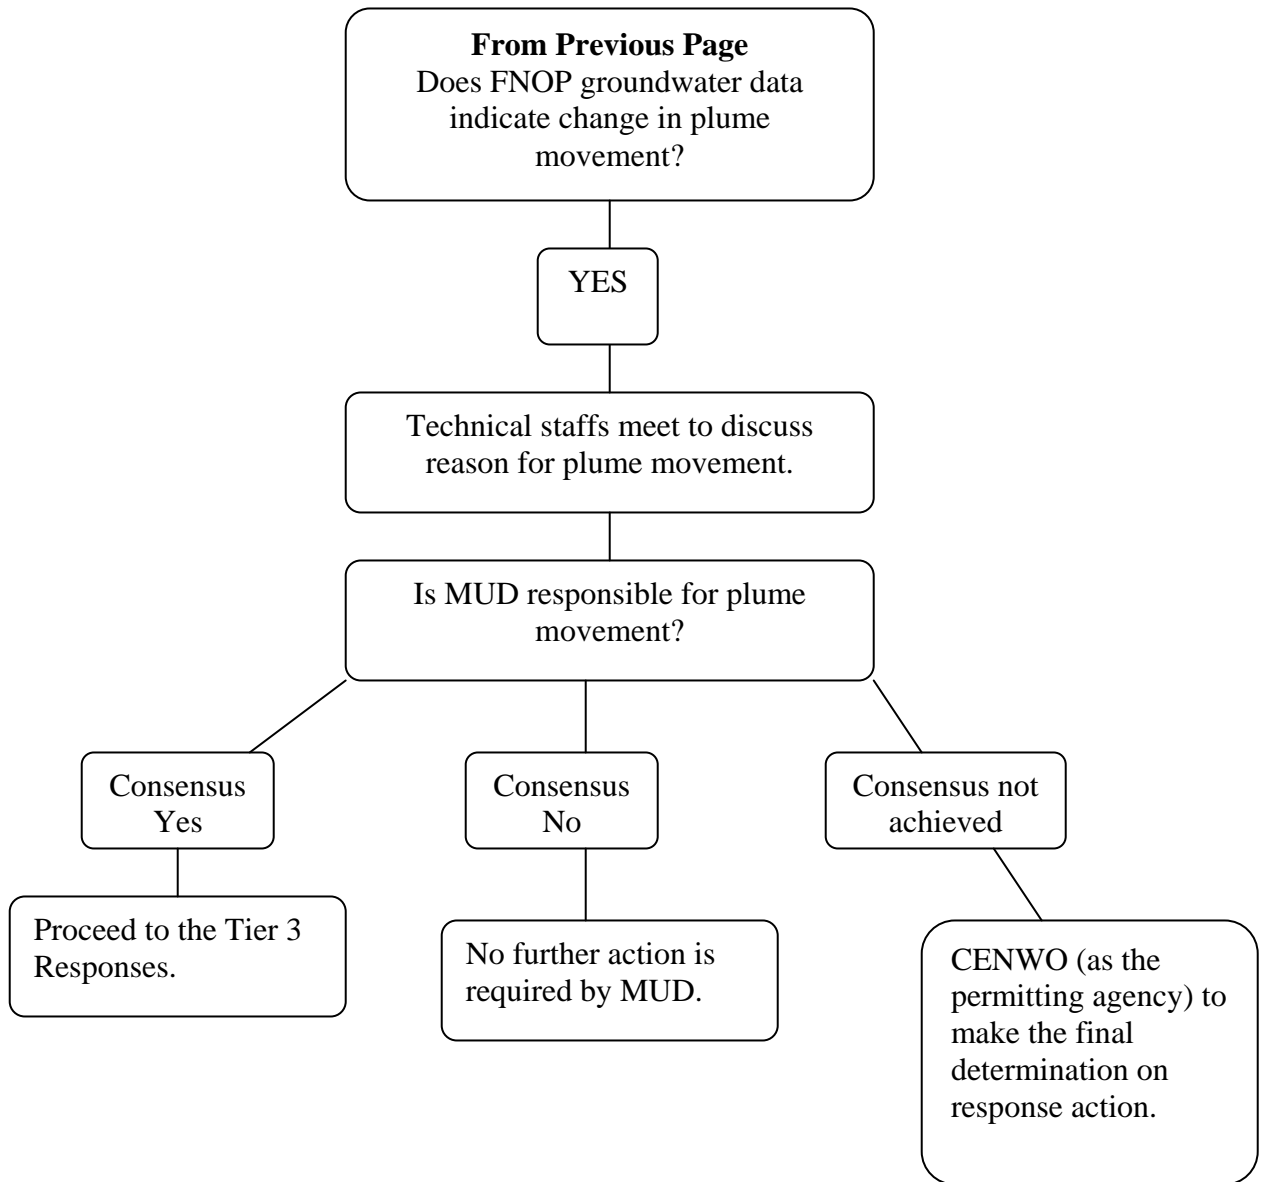 From Previous Page
Does FNOP groundwater data
indicate change in plume
movement?
YES
Technical staffs meet to discuss
reason for plume movement.
Is MUD responsible for plume
movement?
Consensus
Yes
Consensus
No
Consensus not
achieved
Proceed to the Tier 3
Responses.
No further action is
required by MUD.
CENWO (as the
permitting agency) to
make the final
determination on
response action.